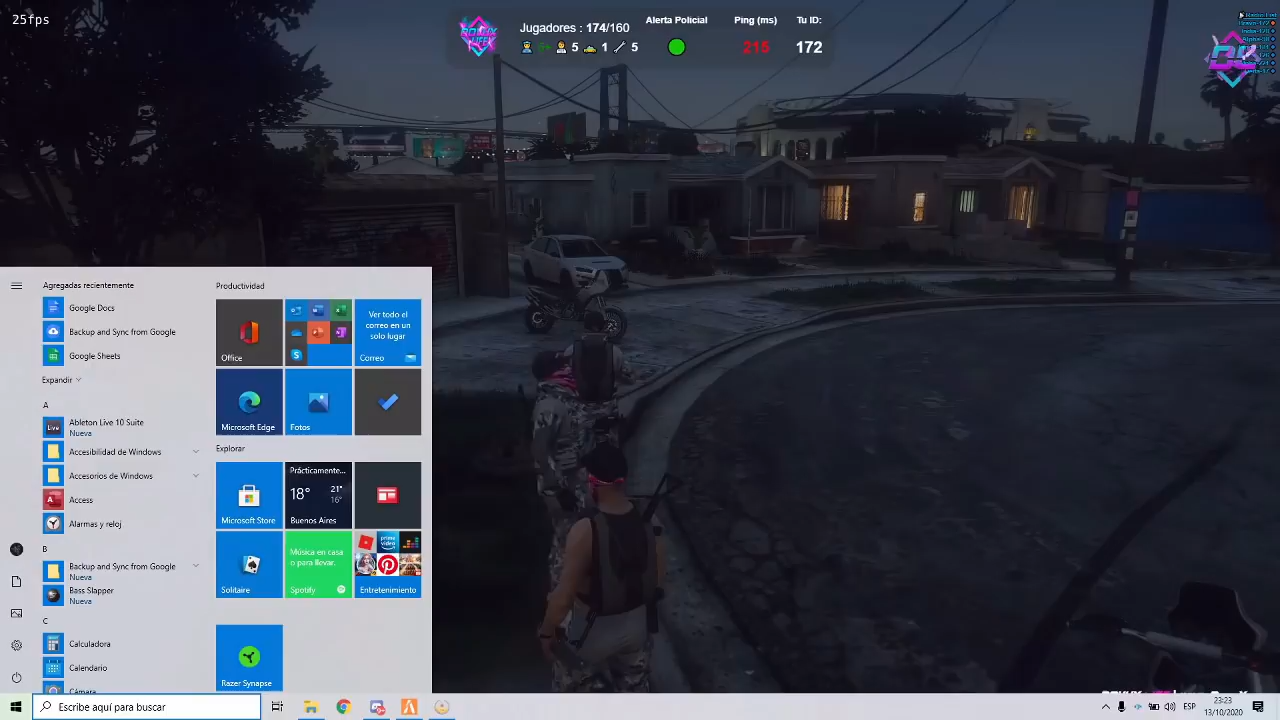 25fps
Jugadores : 174/160
6+ 5 1 5
Alerta Policial
Ping (ms)
215
Tu ID:
172
Agregadas recientemente
Google Docs
Backup and Sync from Google
Google Sheets
Expandir
A
Ableton Live 10 Suite
Nueva
Accesibilidad de Windows
Accesorios de Windows
Access
Alarmas y reloj
B
Backup and Sync from Google
Nueva
Bass Slapper
Nueva
C
Calculadora
Calendario
Cámara
Productividad
Office
Ver todo el
correo en un
solo lugar
Correo
Microsoft Edge
Fotos
Explorar
Microsoft Store
Prácticamente...
18° 21°
16°
Buenos Aires
Solitaire
Música en casa
o para llevar.
Spotify
prime video
Entretenimiento
Razer Synapse
Escribe aquí para buscar
ESP
23:23
13/10/2020